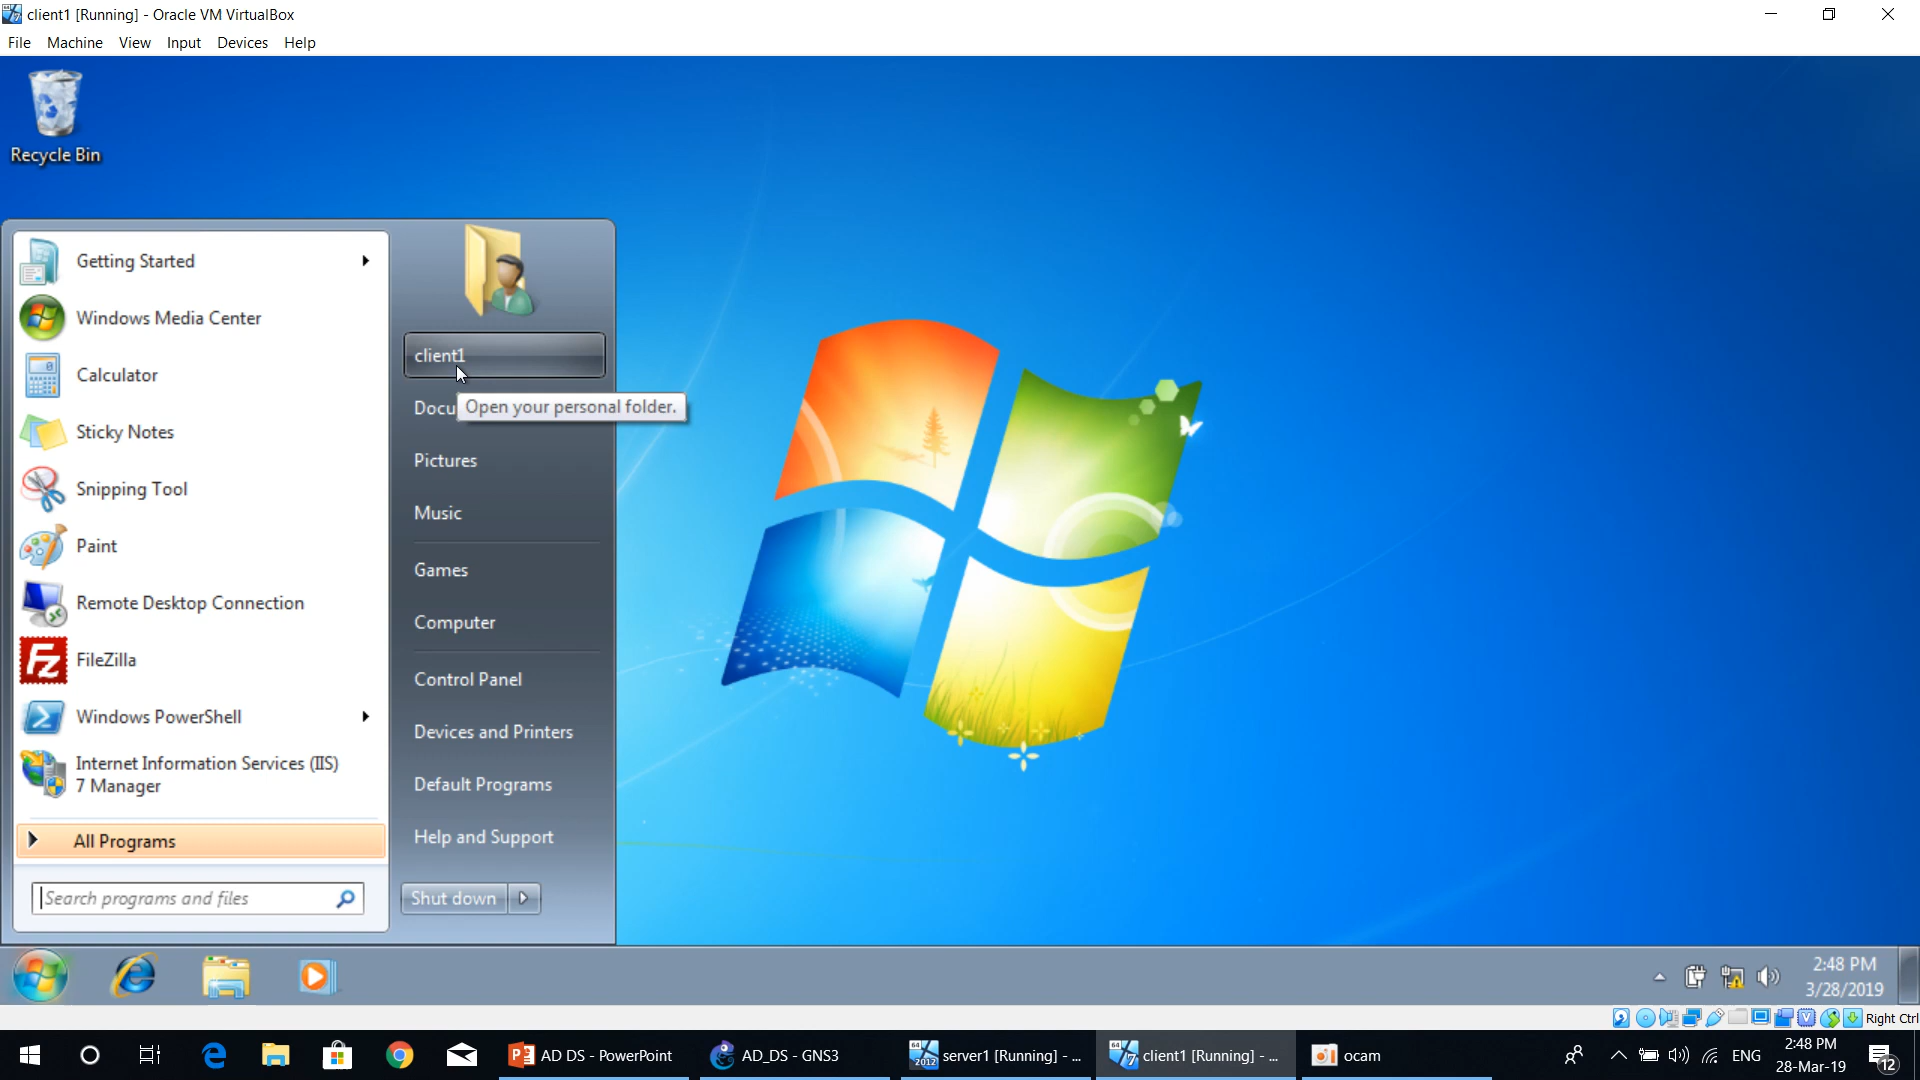 client1 [Running] - Oracle VM VirtualBox
File Machine View Input Devices Help
Recycle Bin
Getting Started
Windows Media Center
Calculator
Sticky Notes
Snipping Tool
Paint
Remote Desktop Connection
FileZilla
Windows PowerShell
Internet Information Services (IIS)
7 Manager
All Programs
Search programs and files
client1
Docu
Open your personal folder.
Pictures
Music
Games
Computer
Control Panel
Devices and Printers
Default Programs
Help and Support
Shut down
2:48 PM
3/28/2019
Right Ctrl
AD DS - PowerPoint
AD_DS - GNS3
64
2012
server1 [Running] - ...
64
7
client1 [Running] - ...
ocam
ENG
2:48 PM
28-Mar-19
12